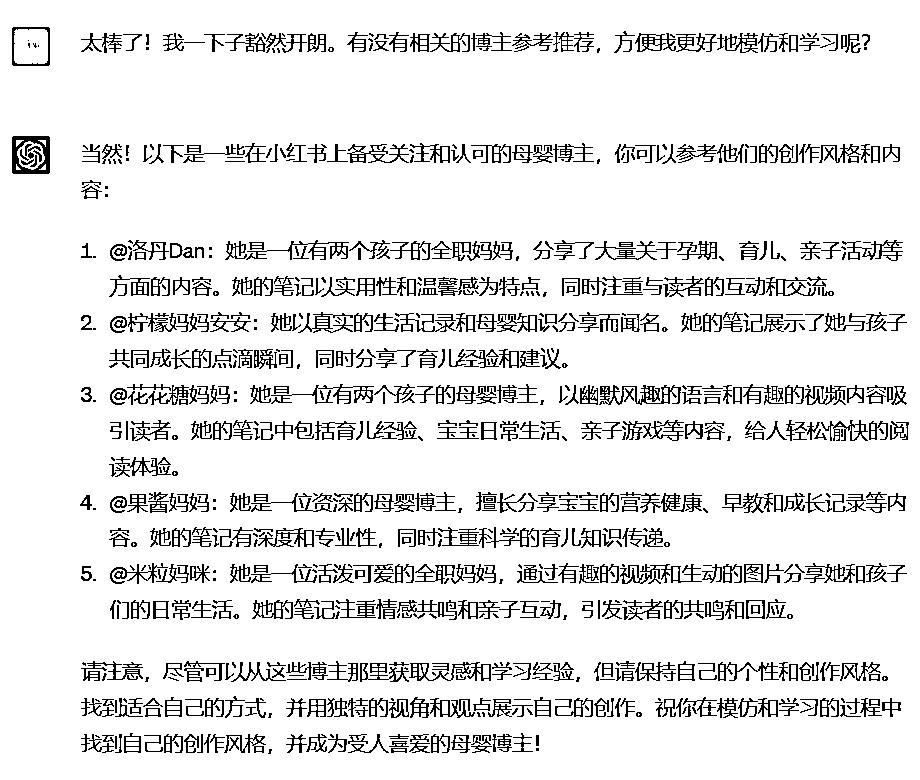 太棒了！我一下子豁然开朗。有没有相关的博主参考推荐，方便我更好地模仿和学习呢？
当然！以下是一些在小红书上备受关注和认可的母婴博主，你可以参考他们的创作风格和内
容：
1. @洛丹Dan：她是一位有两个孩子的全职妈妈，分享了大量关于孕期、育儿、亲子活动等
方面的内容。她的笔记以实用性和温馨感为特点，同时注重与读者的互动和交流。
2. @柠檬妈妈安安：她以真实的生活记录和母婴知识分享而闻名。她的笔记展示了她与孩子
共同成长的点滴瞬间，同时分享了育儿经验和建议。
3. @花花糖妈妈：她是一位有两个孩子的母婴博主，以幽默风趣的语言和有趣的视频内容吸
引读者。她的笔记中包括育儿经验、宝宝日常生活、亲子游戏等内容，给人轻松愉快的阅
读体验。
4. @果酱妈妈：她是一位资深的母婴博主，擅长分享宝宝的营养健康、早教和成长记录等内
容。她的笔记有深度和专业性，同时注重科学的育儿知识传递。
5. @米粒妈咪：她是一位活泼可爱的全职妈妈，通过有趣的视频和生动的图片分享她和孩子
们的日常生活。她的笔记注重情感共鸣和亲子互动，引发读者的共鸣和回应。
请注意，尽管可以从这些博主那里获取灵感和学习经验，但请保持自己的个性和创作风格。
找到适合自己的方式，并用独特的视角和观点展示自己的创作。祝你在模仿和学习的过程中
找到自己的创作风格，并成为受人喜爱的母婴博主！